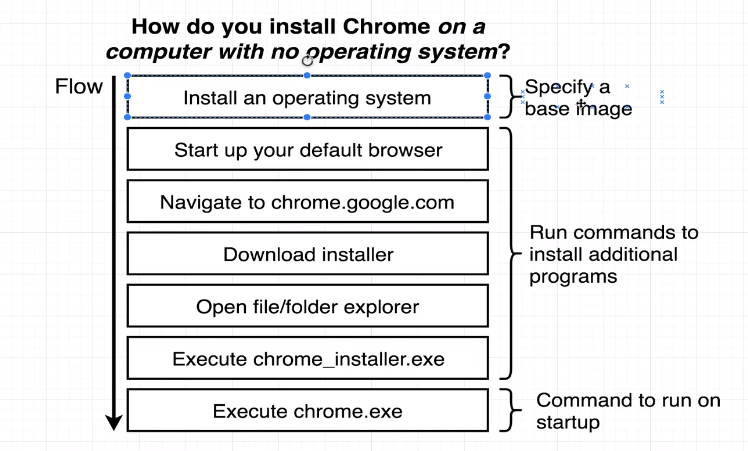 How do you install Chrome on a
computer with no operating system?
Flow
Install an operating system
Specify a
base image
Start up your default browser
Navigate to chrome.google.com
Download installer
Open file/folder explorer
Execute chrome_installer.exe
Run commands to
install additional
programs
Execute chrome.exe
Command to run on
startup